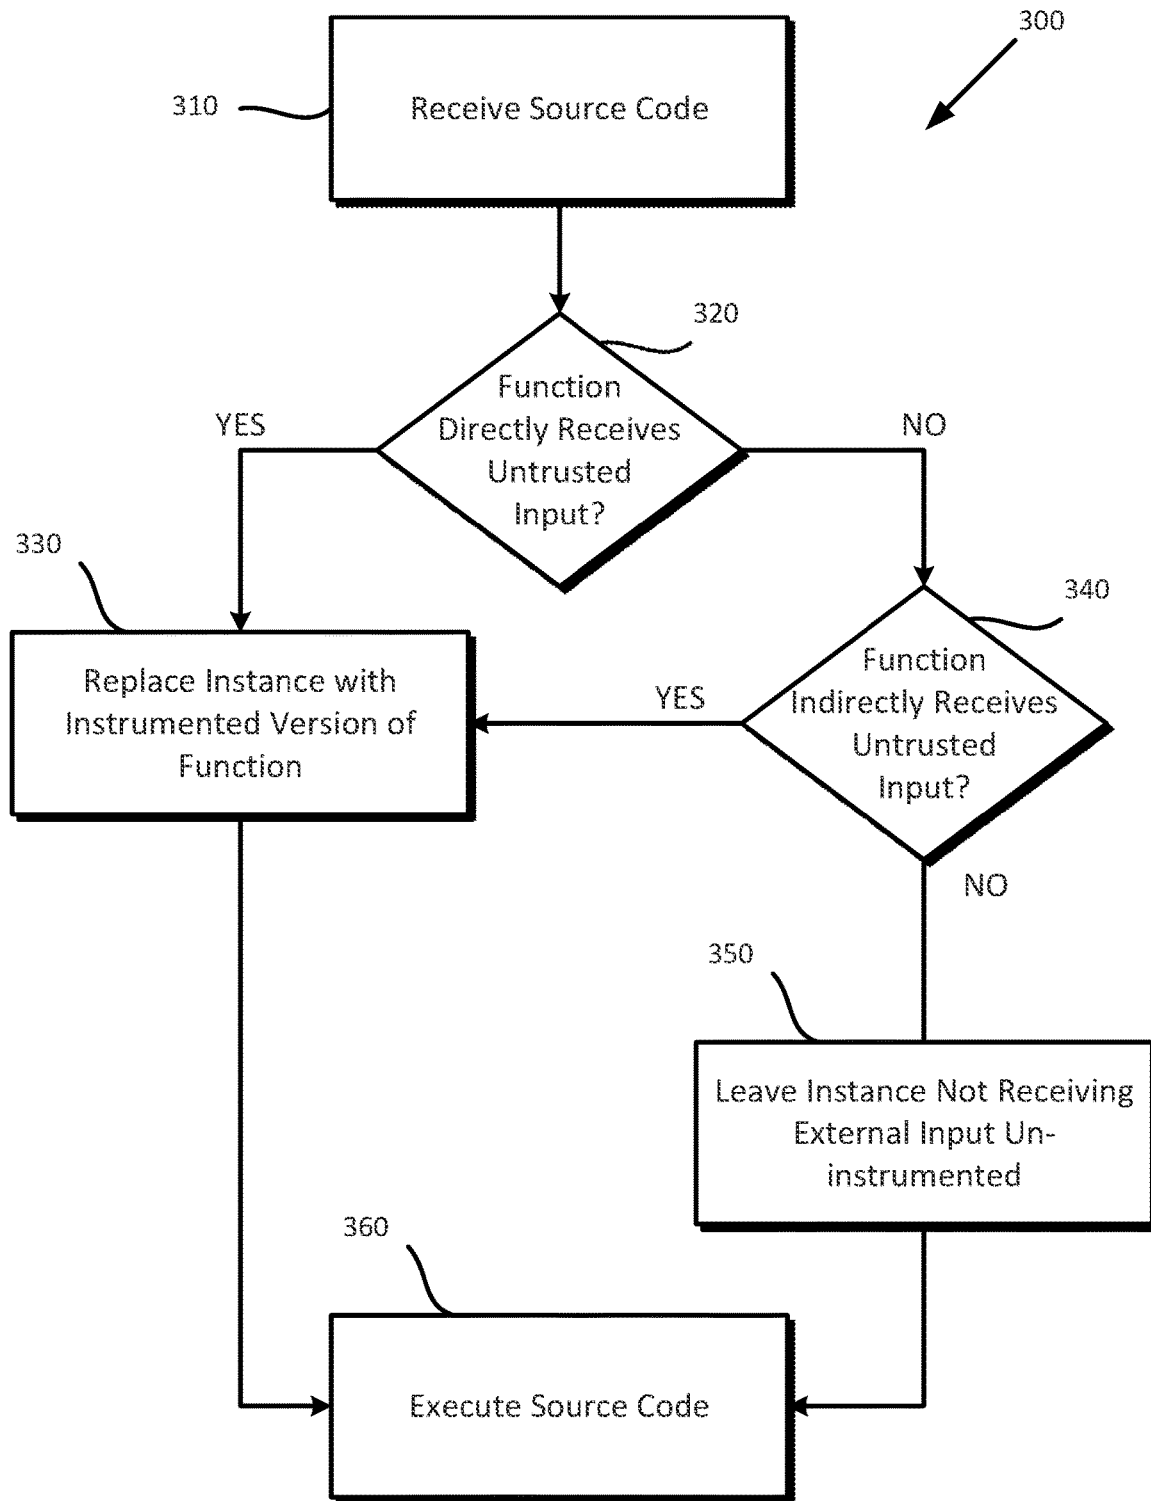 300
310
Receive Source Code
320
Function
Directly Receives
Untrusted
Input?
YES
NO
330
Replace Instance with
Instrumented Version of
Function
340
Function
Indirectly Receives
Untrusted
Input?
YES
NO
350
Leave Instance Not Receiving
External Input Un-
instrumented
360
Execute Source Code